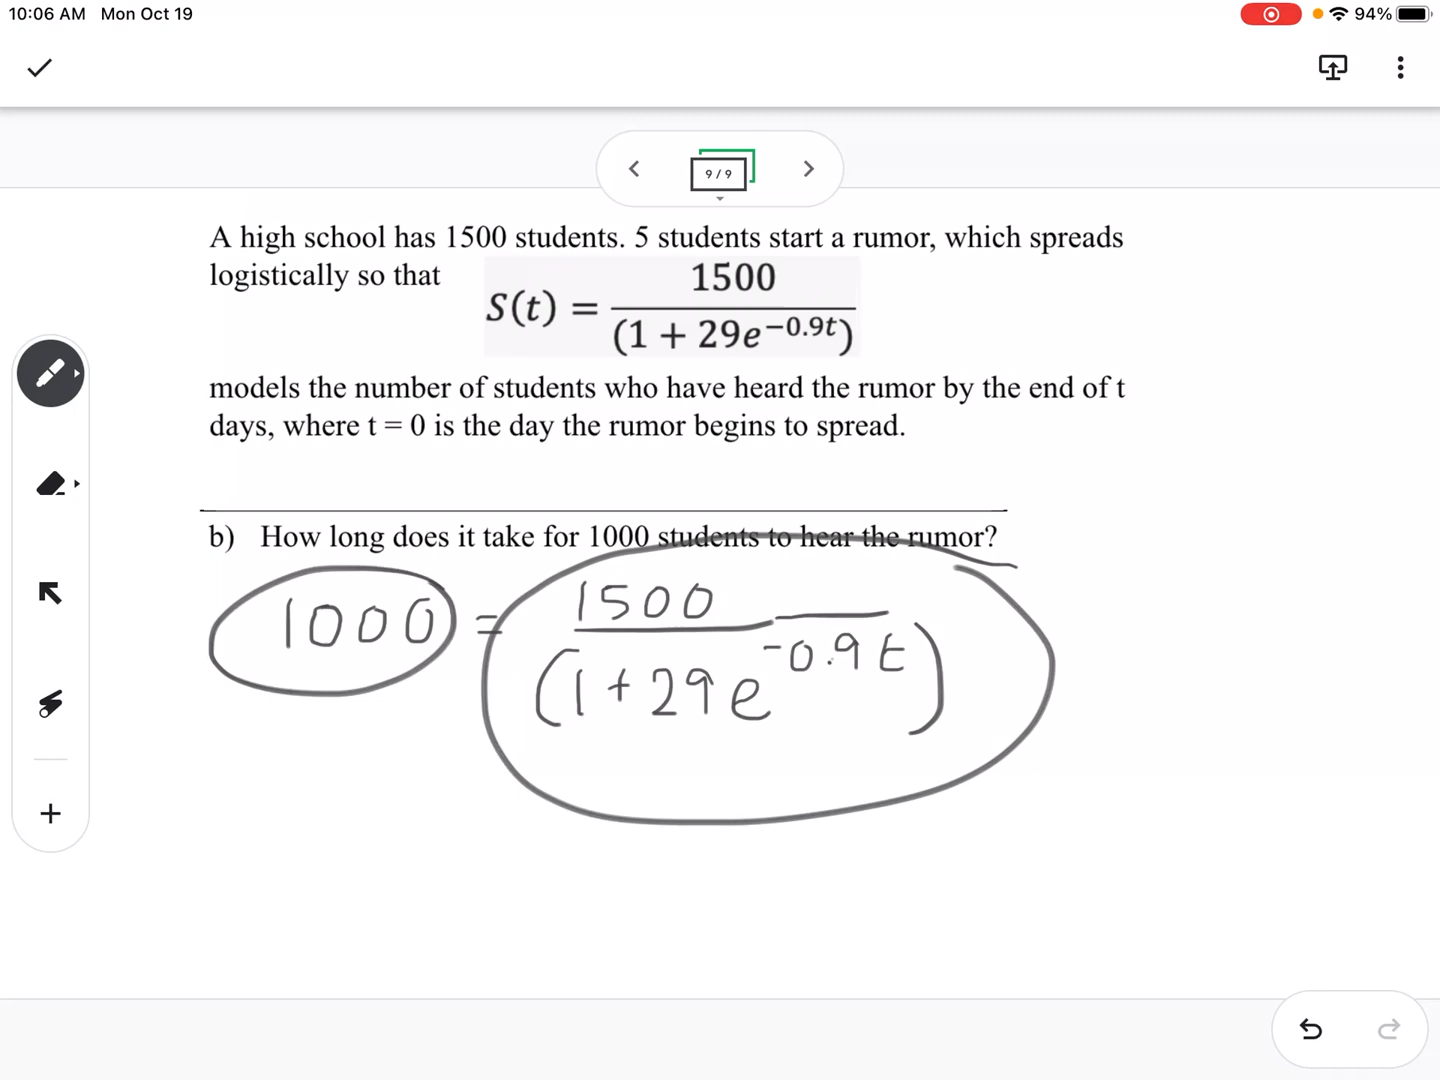 10:06 AM Mon Oct 19
94%
9 / 9
A high school has 1500 students. 5 students start a rumor, which spreads
logistically so that
S(t) = 1500 / (1 + 29e^−0.9t)
models the number of students who have heard the rumor by the end of t
days, where t = 0 is the day the rumor begins to spread.
b) How long does it take for 1000 students to hear the rumor?
1000 = 1500 / (1+29e^-0.9t)